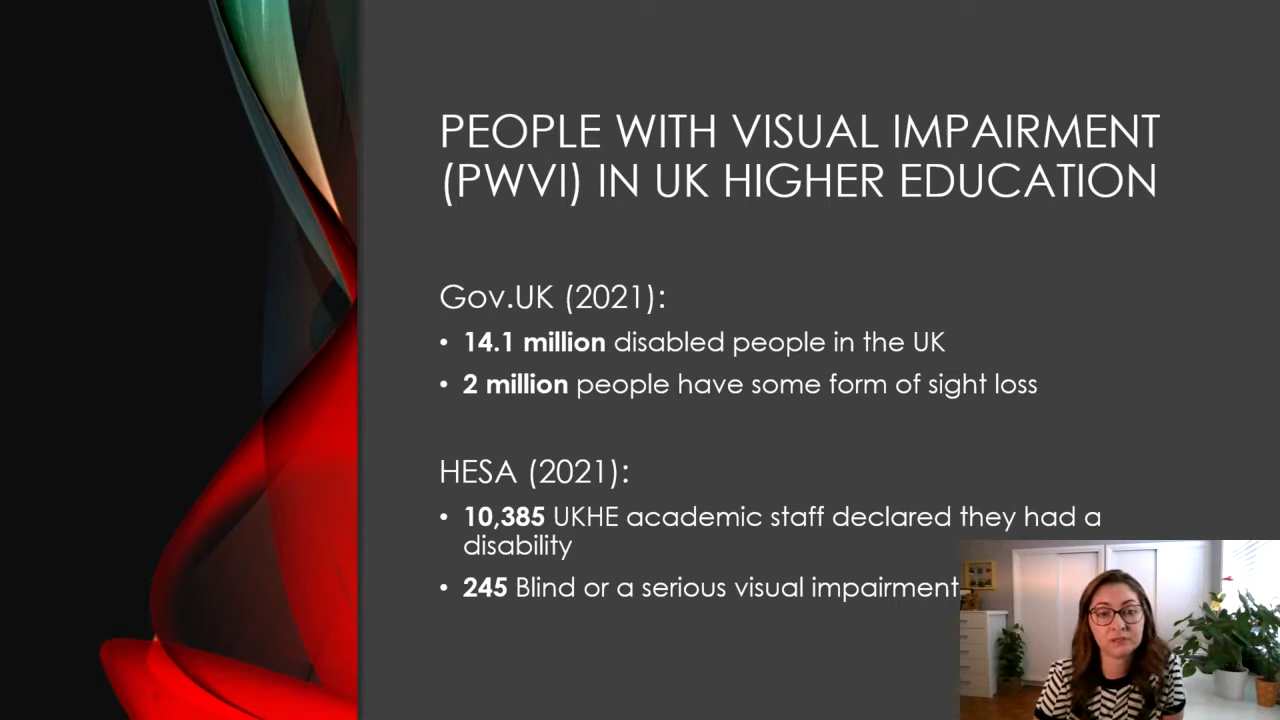 PEOPLE WITH VISUAL IMPAIRMENT
(PWVI) IN UK HIGHER EDUCATION
Gov.UK (2021):
• 14.1 million disabled people in the UK
• 2 million people have some form of sight loss
HESA (2021):
• 10,385 UKHE academic staff declared they had a
disability
• 245 Blind or a serious visual impairment